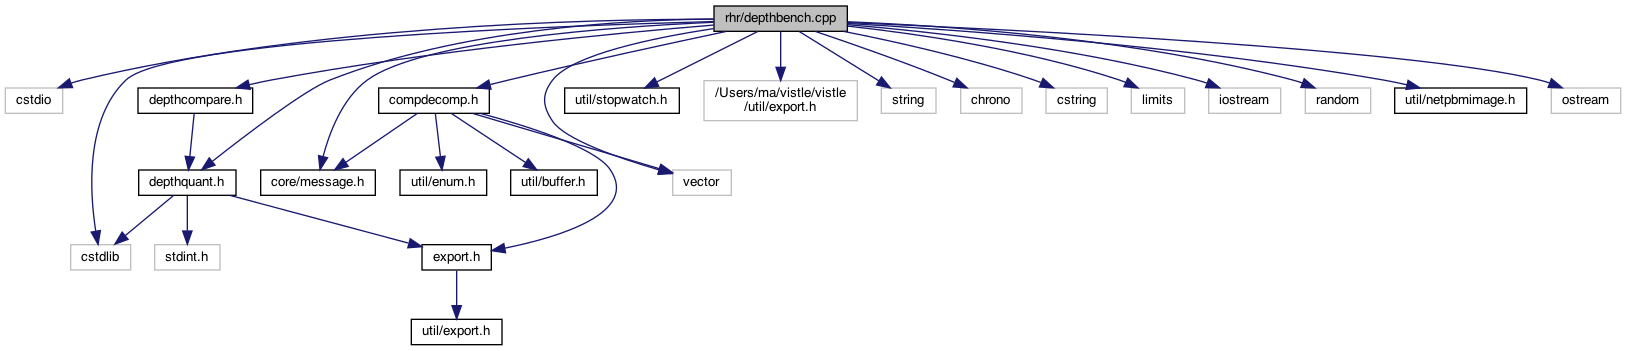 rhr/depthbench.cpp
cstdio
depthcompare.h
compdecomp.h
util/stopwatch.h
/Users/ma/vistle/vistle
/util/export.h
string
chrono
cstring
limits
iostream
random
util/netpbmimage.h
ostream
depthquant.h
core/message.h
util/enum.h
util/buffer.h
vector
cstdlib
stdint.h
export.h
util/export.h